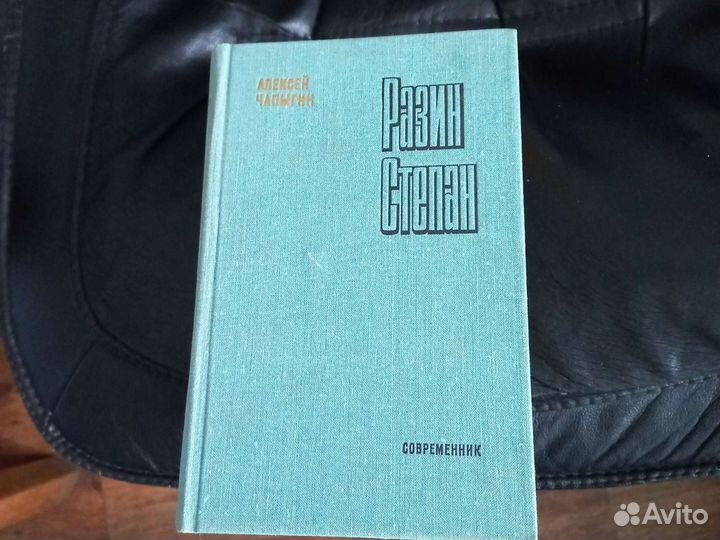 АЛЕКСЕЙ
ЧАПЫГИН
Разин
Степан
СОВРЕМЕННИК
Avito